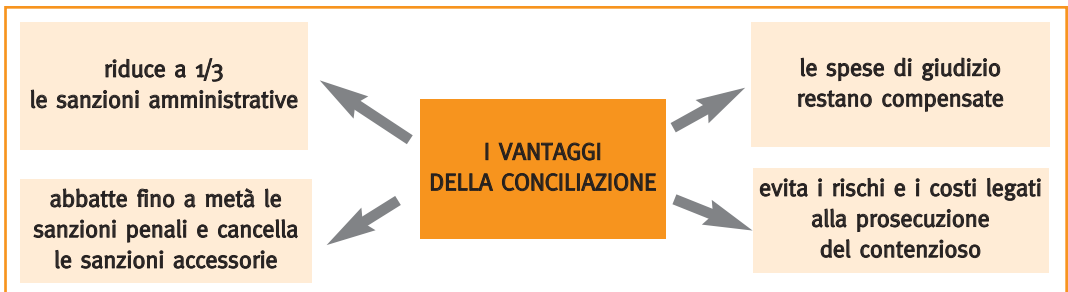 riduce a 1/3
le sanzioni amministrative
abbatte fino a metà le
sanzioni penali e cancella
le sanzioni accessorie
I VANTAGGI
DELLA CONCILIAZIONE
le spese di giudizio
restano compensate
evita i rischi e i costi legati
alla prosecuzione
del contenzioso